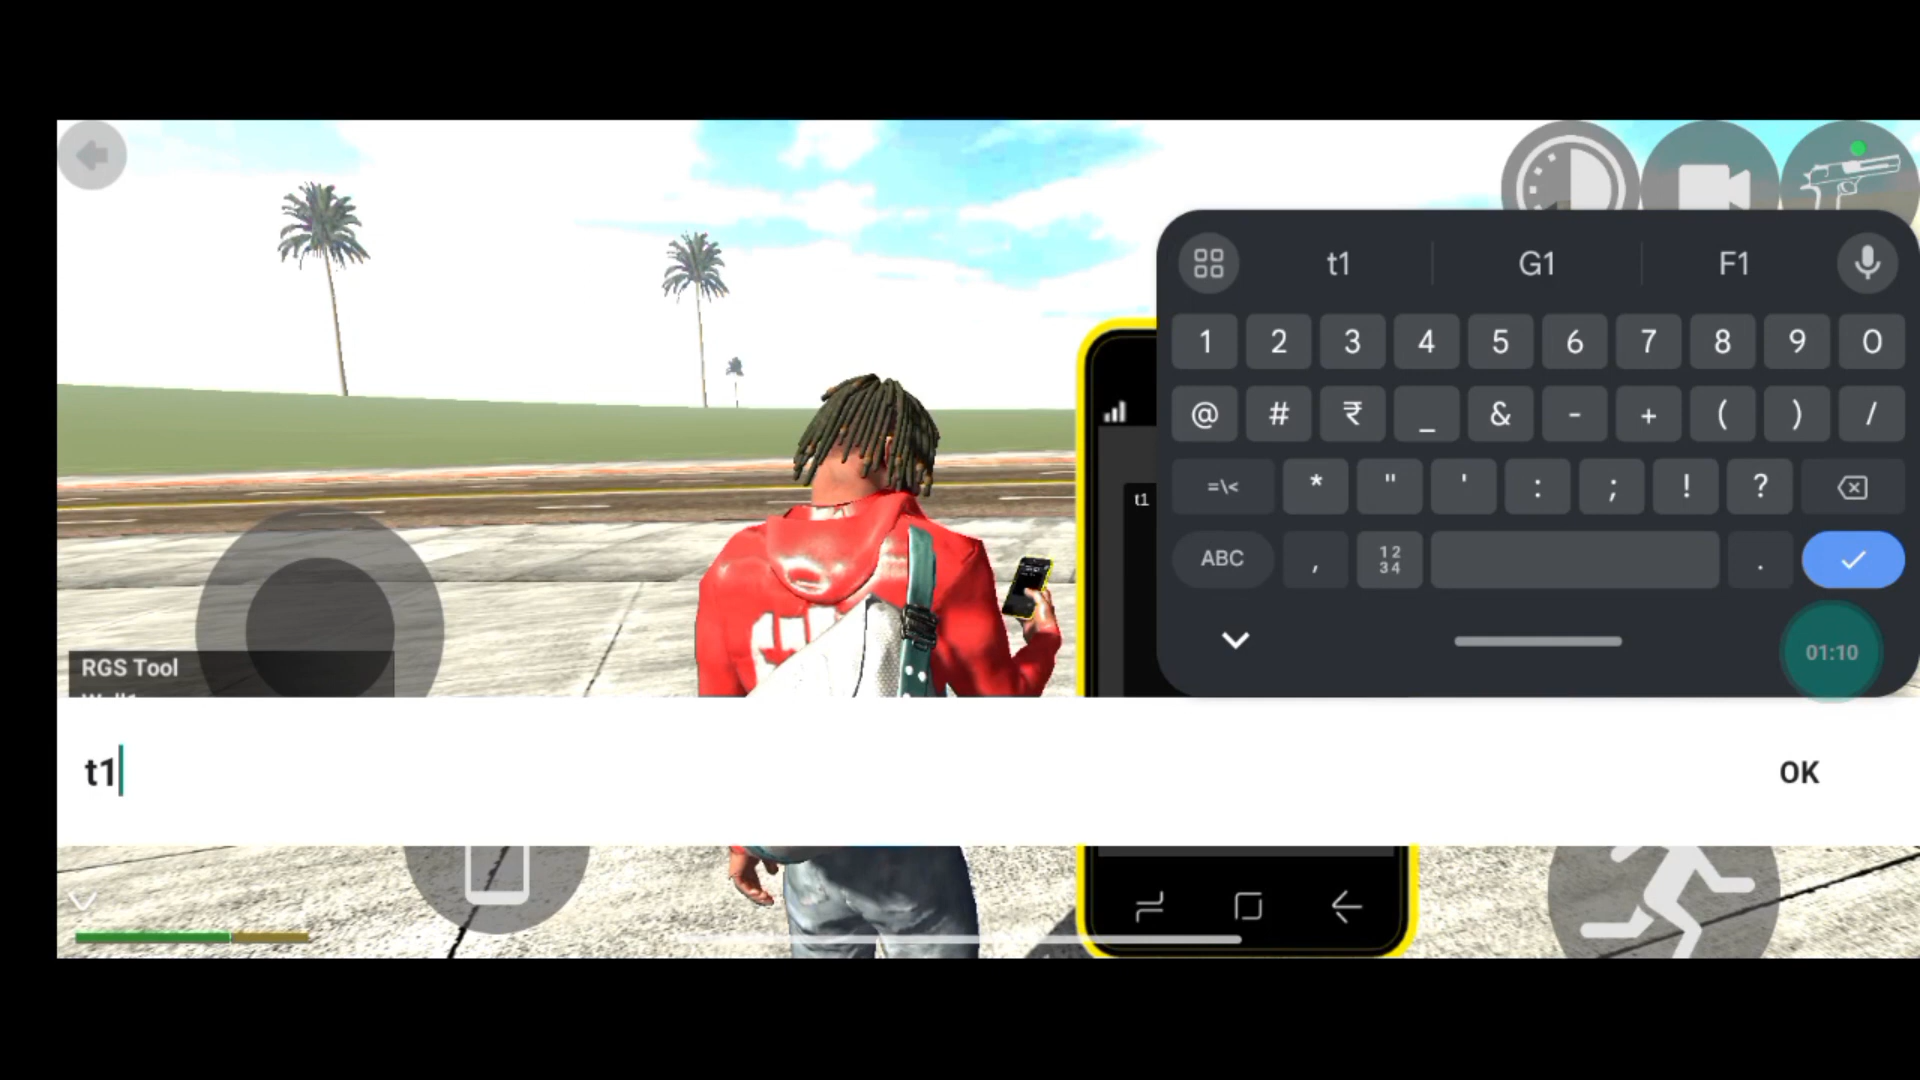 t1 G1 F1
1 2 3 4 5 6 7 8 9 0
@ # ₹ _ & - + ( ) /
=\< * " ' : ; ! ?
t1
ABC , 12 34 .
01:10
RGS Tool
t1
OK